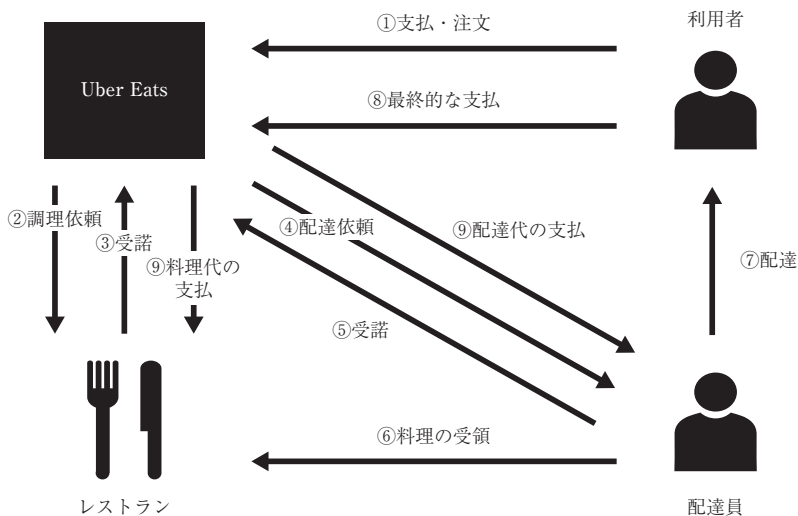 ①支払・注文
利用者
Uber Eats
⑧最終的な支払
②調理依頼
③受諾
⑨料理代の
支払
④配達依頼
⑨配達代の支払
⑦配達
⑤受諾
⑥料理の受領
レストラン
配達員